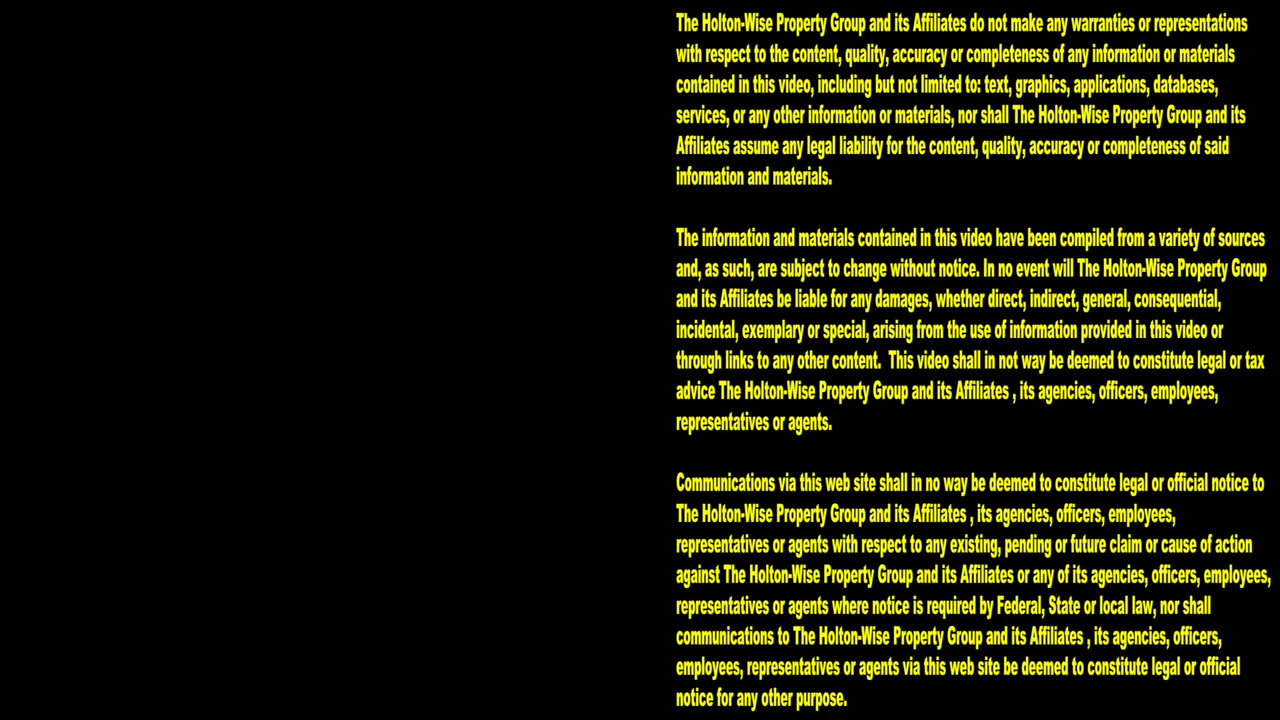 The Holton-Wise Property Group and its Affiliates do not make any warranties or representations
with respect to the content, quality, accuracy or completeness of any information or materials
contained in this video, including but not limited to: text, graphics, applications, databases,
services, or any other information or materials, nor shall The Holton-Wise Property Group and its
Affiliates assume any legal liability for the content, quality, accuracy or completeness of said
information and materials.
The information and materials contained in this video have been compiled from a variety of sources
and, as such, are subject to change without notice. In no event will The Holton-Wise Property Group
and its Affiliates be liable for any damages, whether direct, indirect, general, consequential,
incidental, exemplary or special, arising from the use of information provided in this video or
through links to any other content.  This video shall in not way be deemed to constitute legal or tax
advice The Holton-Wise Property Group and its Affiliates , its agencies, officers, employees,
representatives or agents.
Communications via this web site shall in no way be deemed to constitute legal or official notice to
The Holton-Wise Property Group and its Affiliates , its agencies, officers, employees,
representatives or agents with respect to any existing, pending or future claim or cause of action
against The Holton-Wise Property Group and its Affiliates or any of its agencies, officers, employees,
representatives or agents where notice is required by Federal, State or local law, nor shall
communications to The Holton-Wise Property Group and its Affiliates , its agencies, officers,
employees, representatives or agents via this web site be deemed to constitute legal or official
notice for any other purpose.